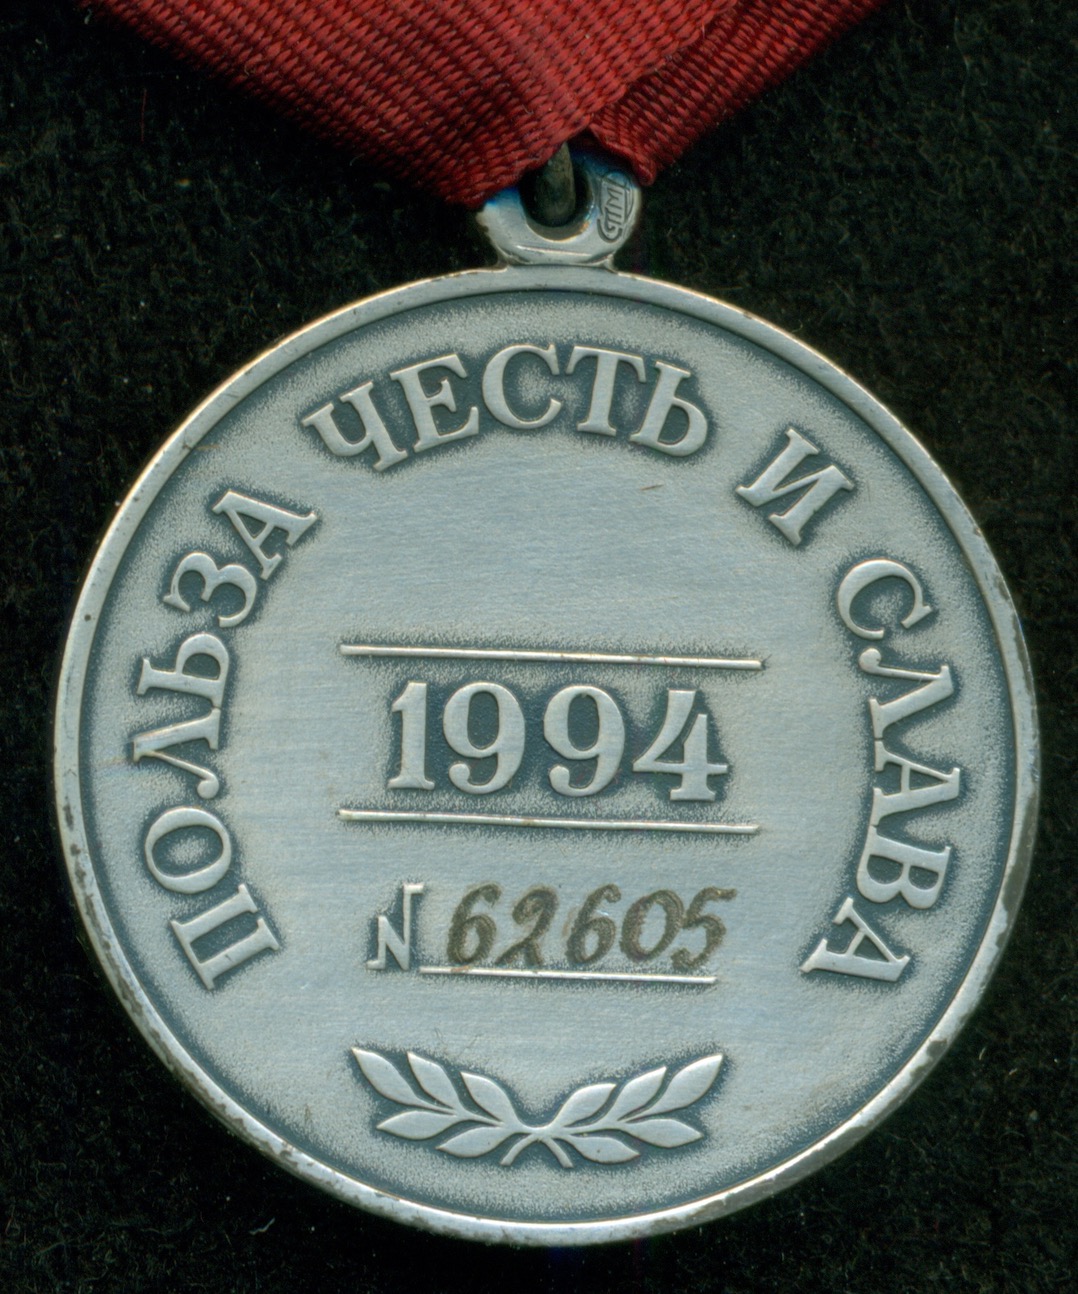 ПОЛЬЗА ЧЕСТЬ И СЛАВА
1994
N 62605